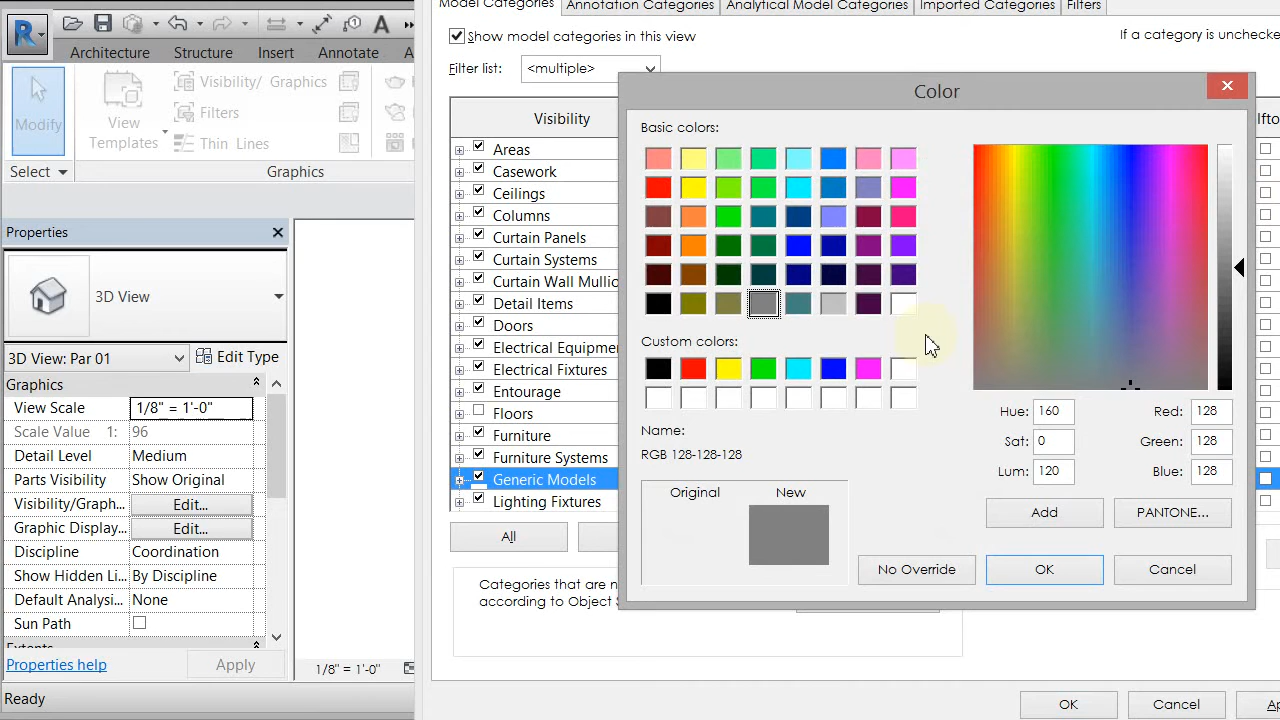 Model Categories Annotation Categories Analytical Model Categories Imported Categories Filters
R A
Architecture Structure Insert Annotate A
Modify
View Templates
Visibility/ Graphics
Filters
Thin Lines
Select
Graphics
Properties
3D View
3D View: Par 01
Edit Type
Graphics
View Scale 1/8" = 1'-0"
Scale Value 1: 96
Detail Level Medium
Parts Visibility Show Original
Visibility/Graph... Edit...
Graphic Display... Edit...
Discipline Coordination
Show Hidden Li... By Discipline
Default Analysi... None
Sun Path
Extents
Properties help
Apply
1/8" = 1'-0"
Ready
Show model categories in this view
If a category is unchecke
Filter list: <multiple>
Visibility
lfto
Areas
Casework
Ceilings
Columns
Curtain Panels
Curtain Systems
Curtain Wall Mullio
Detail Items
Doors
Electrical Equipme
Electrical Fixtures
Entourage
Floors
Furniture
Furniture Systems
Generic Models
Lighting Fixtures
All
Categories that are n
according to Object S
Color
Basic colors:
Custom colors:
Name:
RGB 128-128-128
Original New
Hue: 160 Red: 128
Sat: 0 Green: 128
Lum: 120 Blue: 128
Add PANTONE...
No Override OK Cancel
OK Cancel Ap